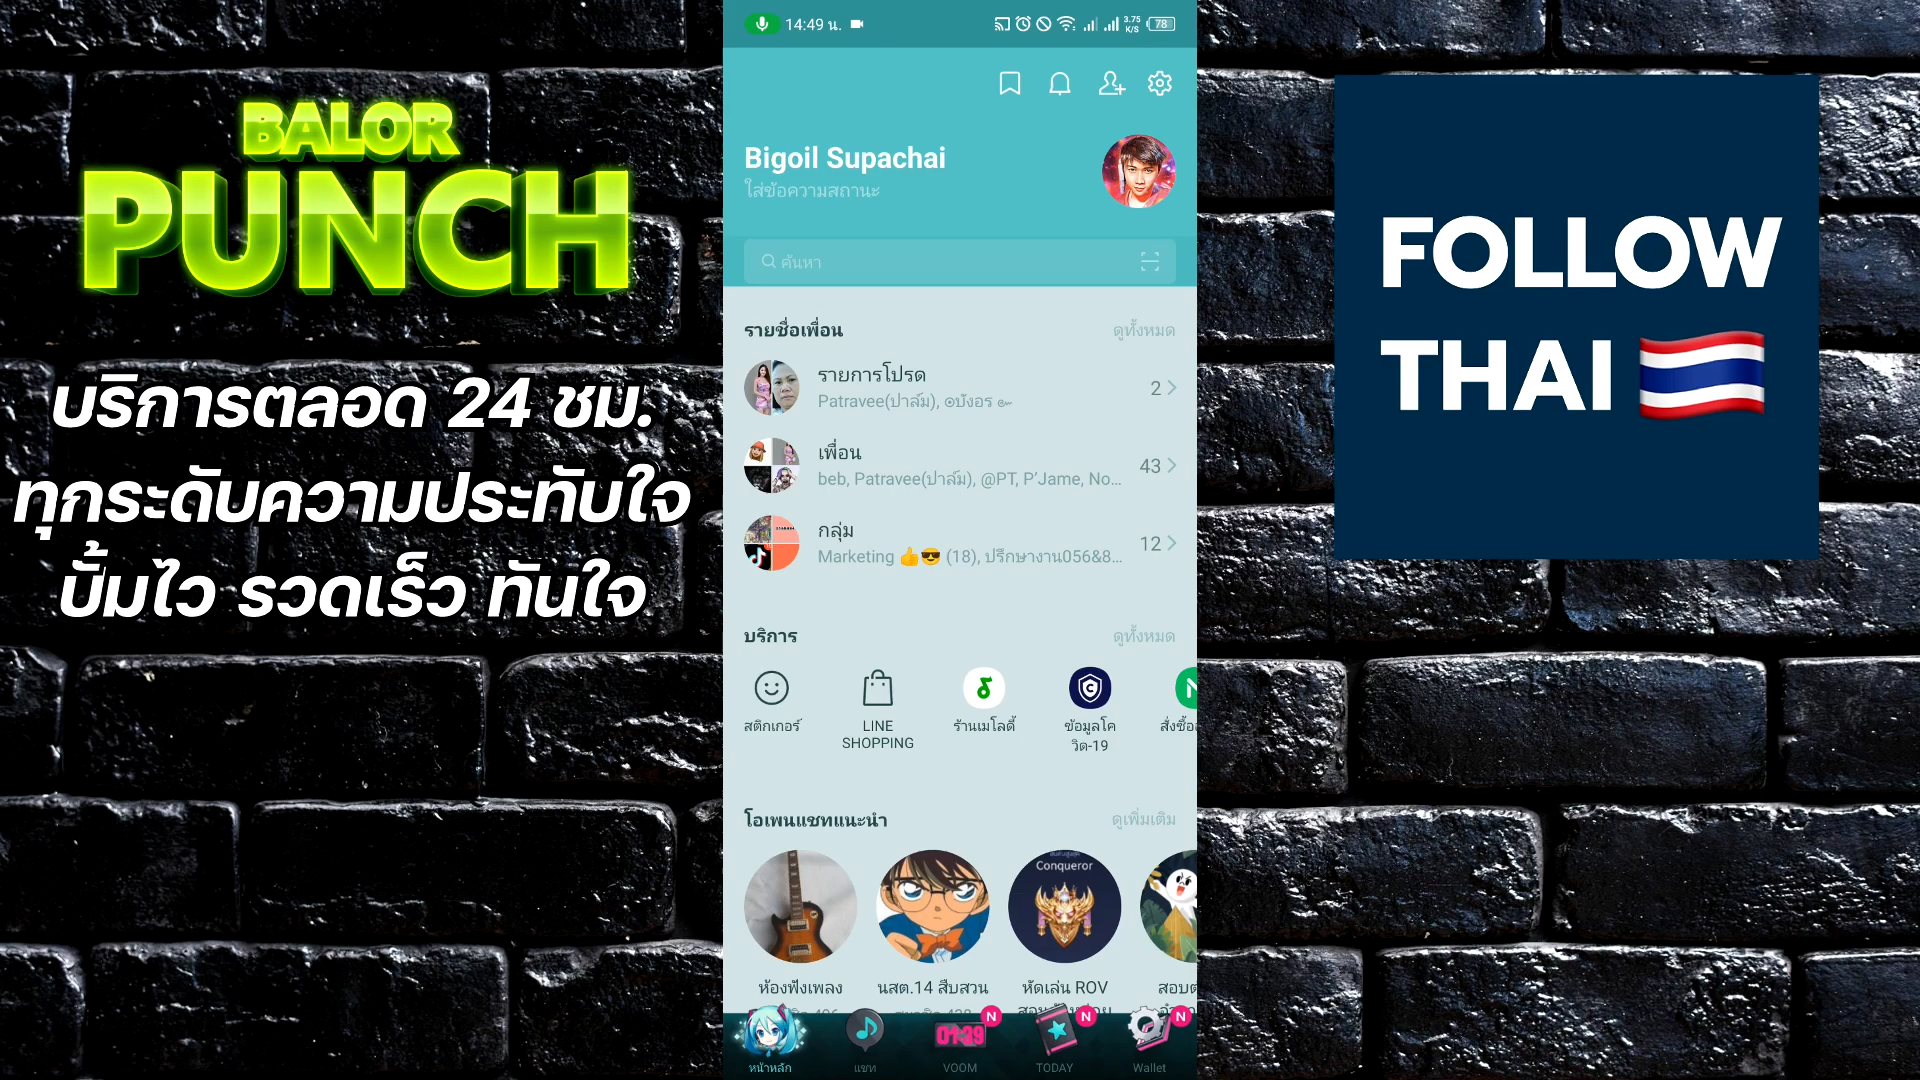 BALOR
PUNCH
บริการตลอด 24 ชม.
ทุกระดับความประทับใจ
ปั้มไว รวดเร็ว ทันใจ
14:49 น.
3.75
K/S
78
Bigoil Supachai
ใส่ข้อความสถานะ
ค้นหา
รายชื่อเพื่อน ดูทั้งหมด
รายการโปรด
Patravee(ปาล์ม), ๏บังอร ๛
2
เพื่อน
beb, Patravee(ปาล์ม), @PT, P'Jame, No...
43
กลุ่ม
Marketing 👍😎 (18), ปรึกษางาน056&8...
12
บริการ ดูทั้งหมด
สติกเกอร์
LINE
SHOPPING
ร้านเมโลดี้
ข้อมูลโค
วิด-19
สั่งซื้อ
โอเพนแชทแนะนำ ดูเพิ่มเติม
Conqueror
ห้องฟังเพลง
นสต.14 สืบสวน
หัดเล่น ROV
สอบ
N
N
N
01:39
หน้าหลัก
แชท
VOOM
TODAY
Wallet
FOLLOW
THAI 🇹🇭